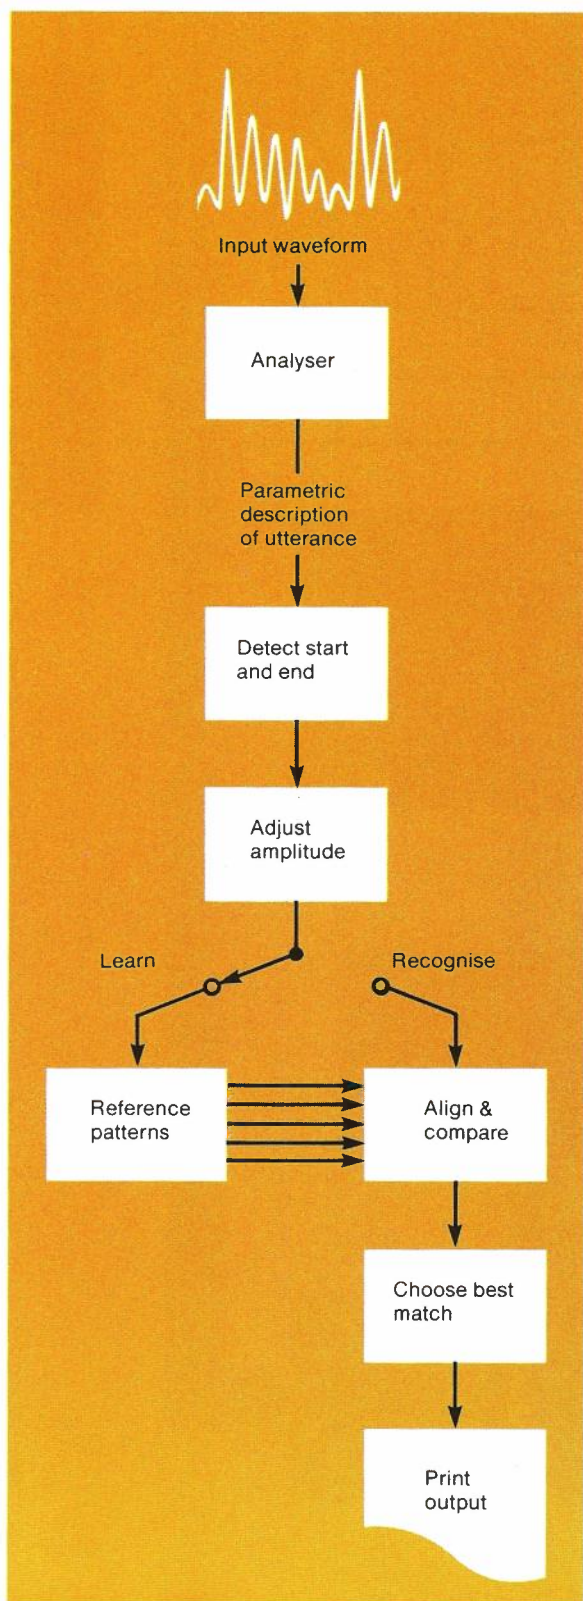 Input waveform
Analyser
Parametric
description
of utterance
Detect start
and end
Adjust
amplitude
Learn
Recognise
Reference
patterns
Align &
compare
Choose best
match
Print
output